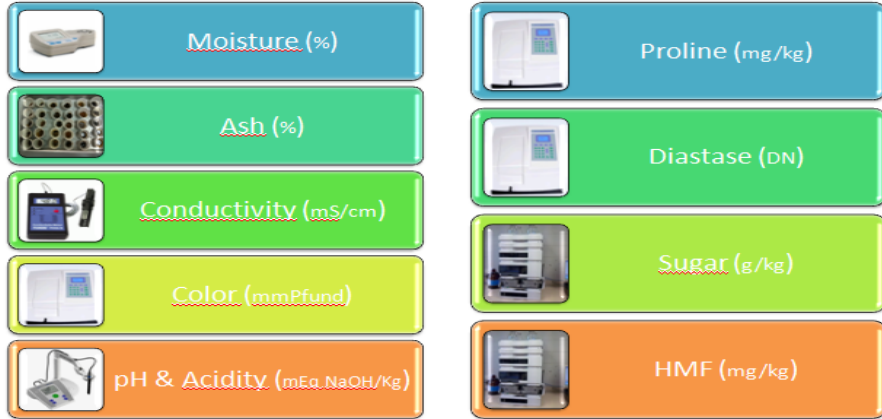 Moisture (%)
Ash (%)
Conductivity (mS/cm)
Color (mmPfund)
pH & Acidity (mEq NaOH/Kg)
Proline (mg/kg)
Diastase (DN)
Sugar (g/kg)
HMF (mg/kg)